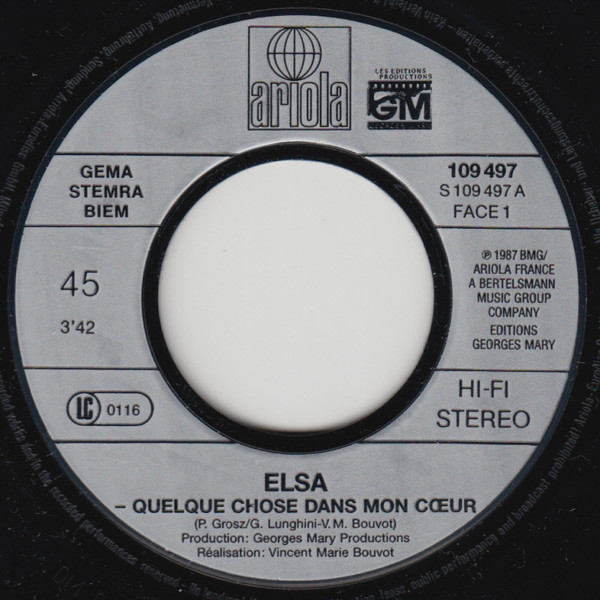 ariola
LES EDITIONS
PRODUCTIONS
GM
GEMA
STEMRA
BIEM
109 497
S 109 497 A
FACE 1
45
3'42
℗ 1987 BMG/
ARIOLA FRANCE
A BERTELSMANN
MUSIC GROUP
COMPANY
EDITIONS
GEORGES MARY
LC 0116
HI-FI
STEREO
ELSA
– QUELQUE CHOSE DANS MON CŒUR
(P. Grosz/G. Lunghini-V. M. Bouvot)
Production: Georges Mary Productions
Réalisation: Vincent Marie Bouvot